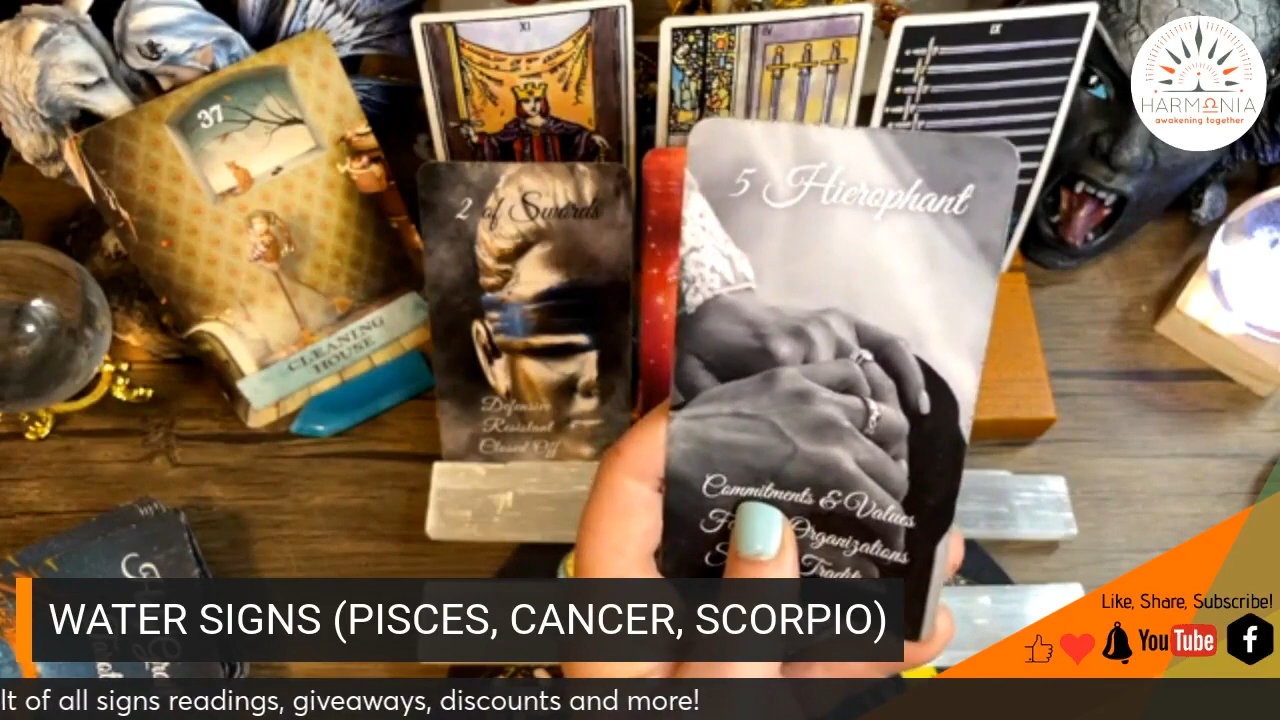 XI
IV
IX
HARMONIA
awakening together
37
5 Hierophant
2 of Swords
CLEANING
HOUSE
Defensive
Resistant
Closed Off
Commitments & Values
Organizations
WATER SIGNS (PISCES, CANCER, SCORPIO)
Like, Share, Subscribe!
YouTube
f
lt of all signs readings, giveaways, discounts and more!